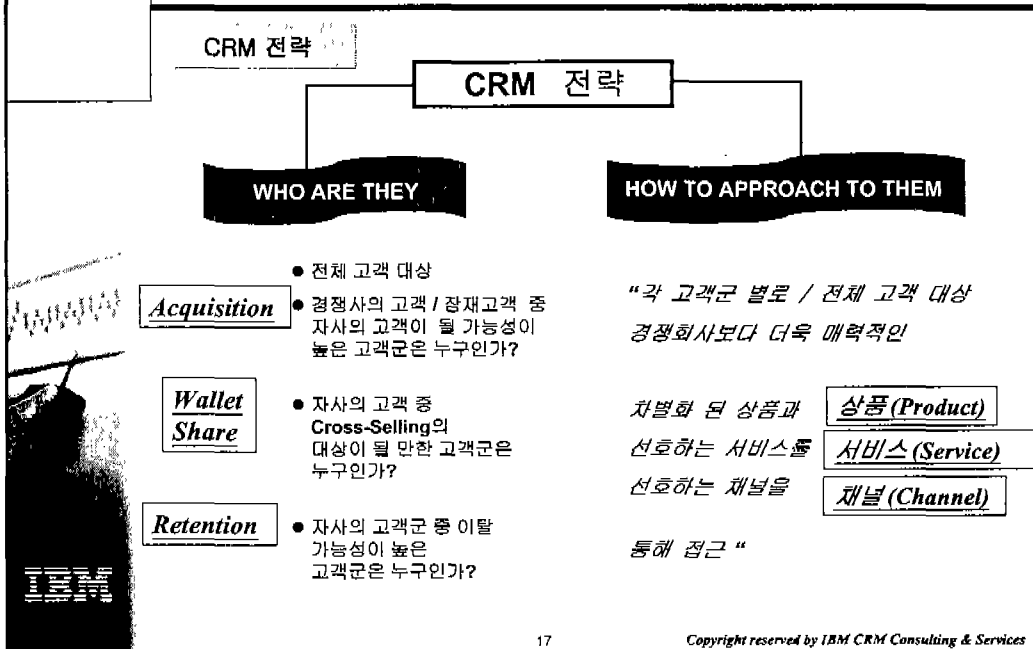 CRM 전략
CRM 전략
WHO ARE THEY
HOW TO APPROACH TO THEM
● 전체 고객 대상
Acquisition
● 경쟁사의 고객 / 잠재고객 중
자사의 고객이 될 가능성이
높은 고객군은 누구인가?
Wallet
Share
● 자사의 고객 중
Cross-Selling의
대상이 될 만한 고객군은
누구인가?
Retention
● 자사의 고객군 중 이탈
가능성이 높은
고객군은 누구인가?
“각 고객군 별로 / 전체 고객 대상
경쟁회사보다 더욱 매력적인
차별화 된 상품과
상품(Product)
선호하는 서비스를
서비스(Service)
선호하는 채널을
채널(Channel)
통해 접근 “
IBM
17
Copyright reserved by IBM CRM Consulting & Services